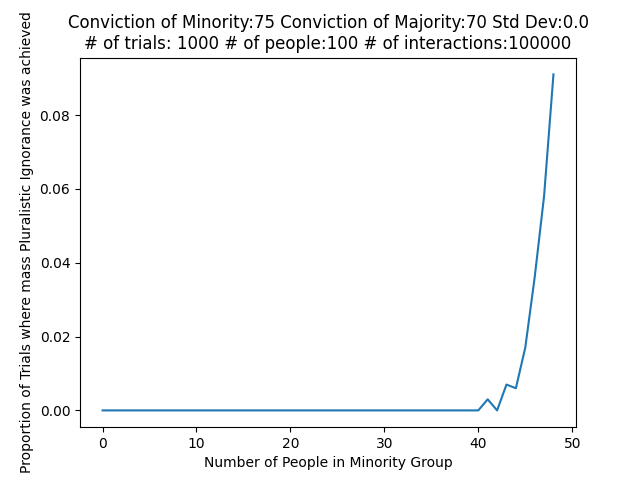 Conviction of Minority:75 Conviction of Majority:70 Std Dev:0.0
# of trials: 1000 # of people:100 # of interactions:100000
Proportion of Trials where mass Pluralistic Ignorance was achieved
0.08
0.06
0.04
0.02
0.00
0 10 20 30 40 50
Number of People in Minority Group